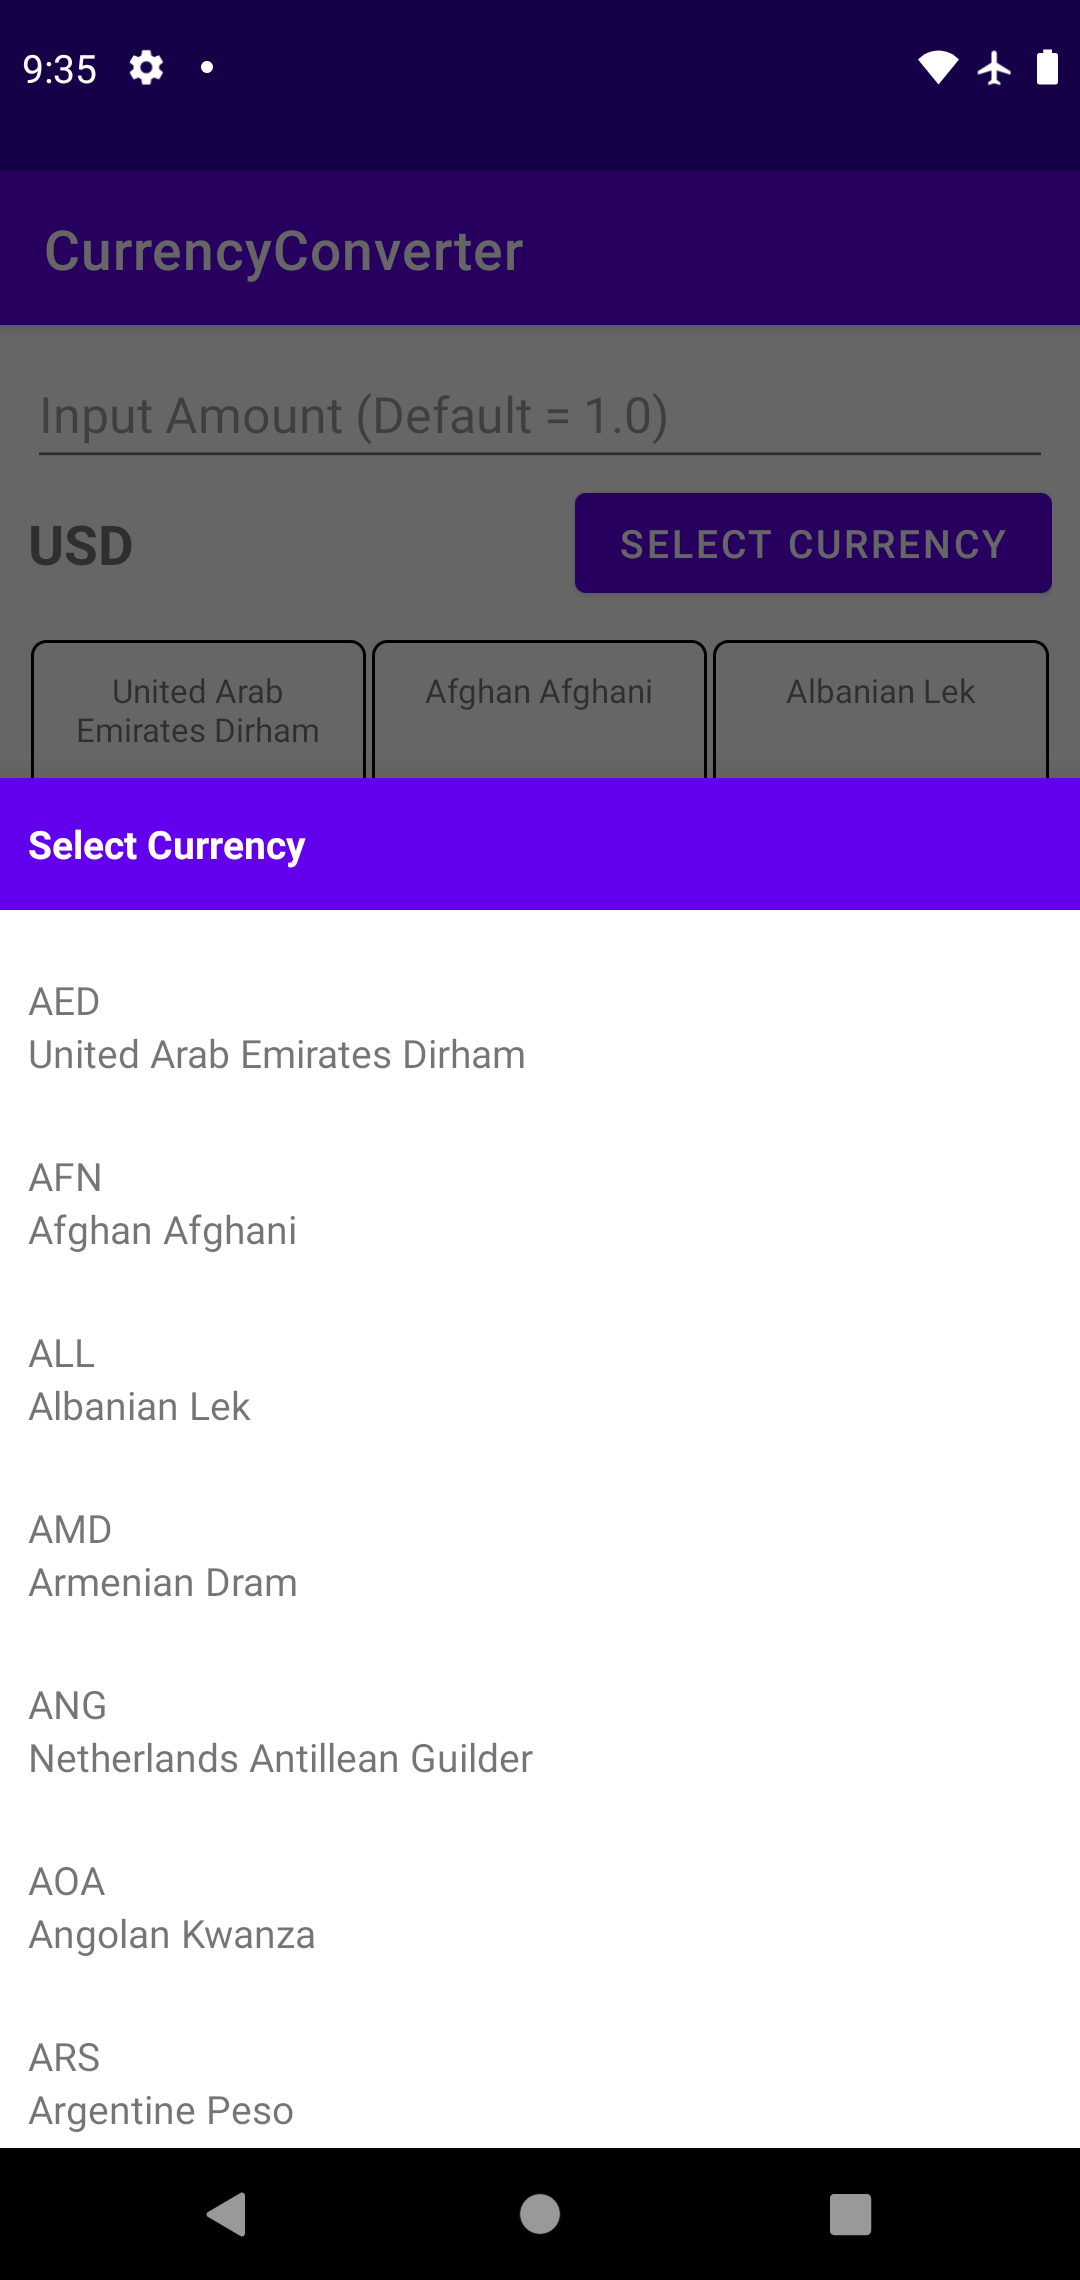 9:35
CurrencyConverter
Input Amount (Default = 1.0)
USD
SELECT CURRENCY
United Arab
Emirates Dirham
Afghan Afghani
Albanian Lek
Select Currency
AED
United Arab Emirates Dirham
AFN
Afghan Afghani
ALL
Albanian Lek
AMD
Armenian Dram
ANG
Netherlands Antillean Guilder
AOA
Angolan Kwanza
ARS
Argentine Peso